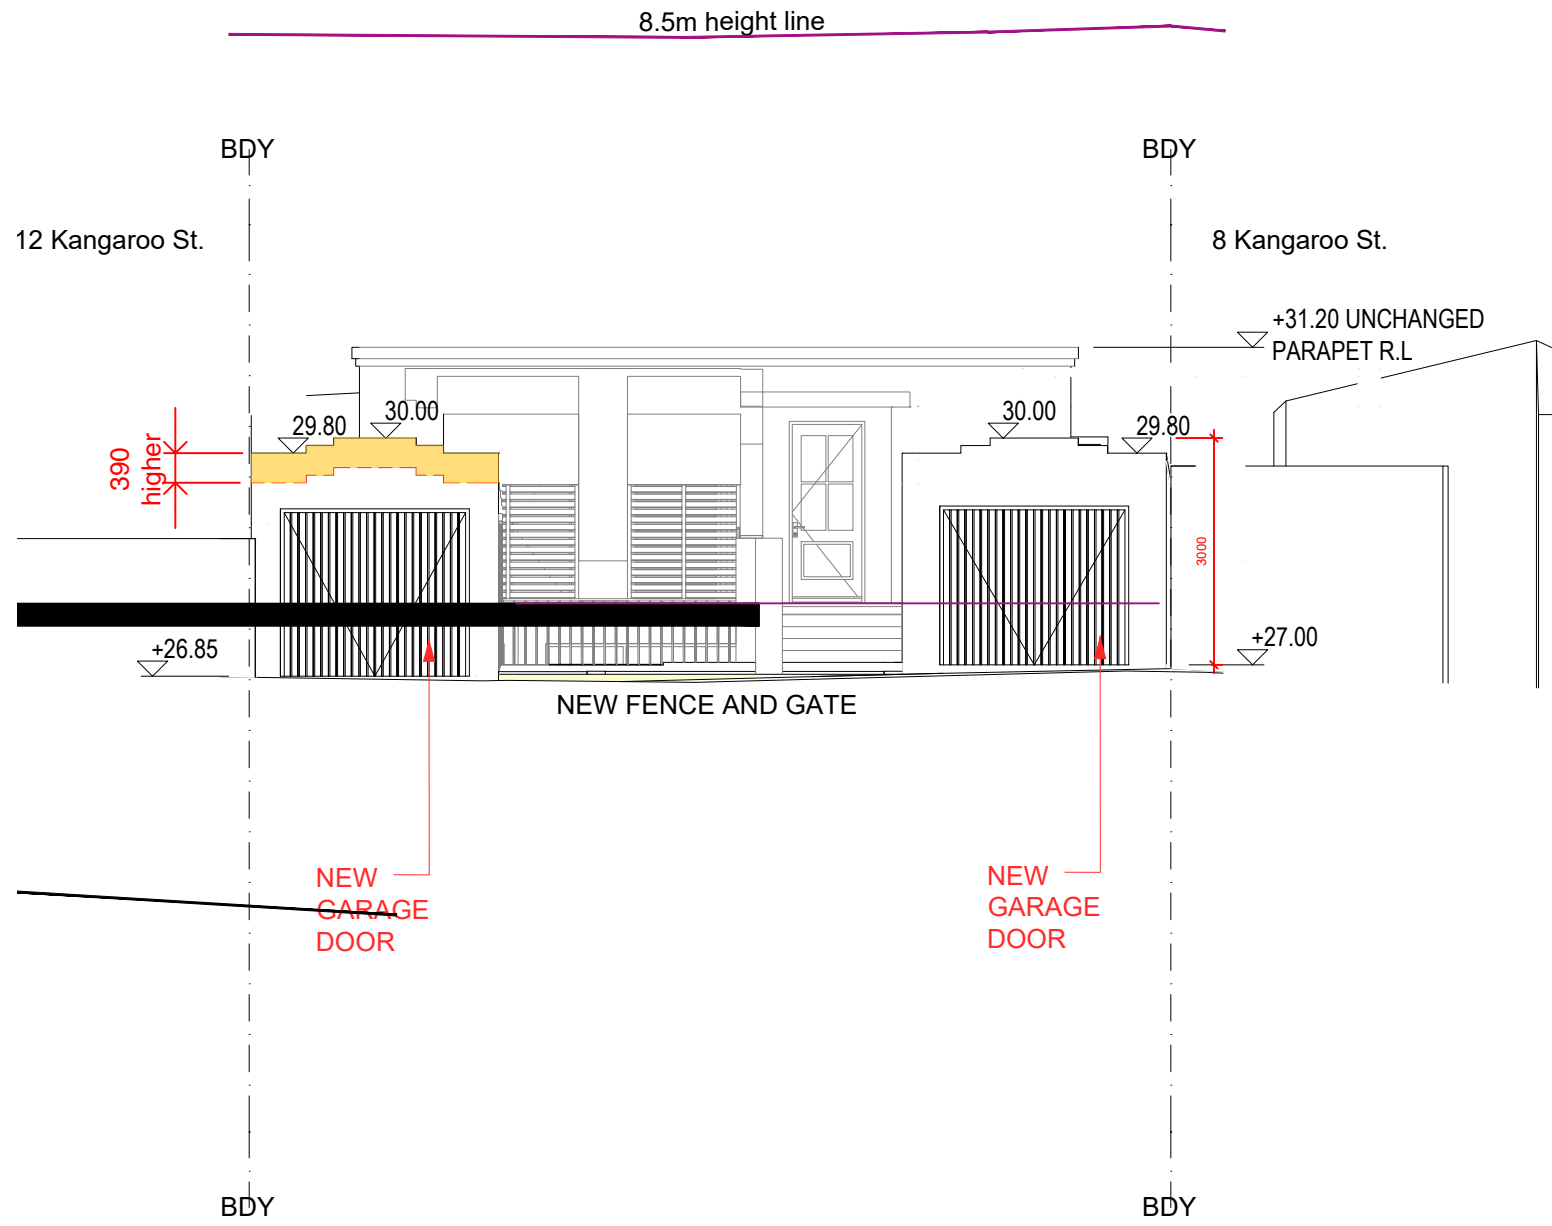 8.5m height line
BDY
BDY
12 Kangaroo St.
8 Kangaroo St.
+31.20 UNCHANGED
PARAPET R.L
29.80
30.00
30.00
29.80
390
higher
3000
+26.85
+27.00
NEW FENCE AND GATE
NEW
GARAGE
DOOR
NEW
GARAGE
DOOR
BDY
BDY